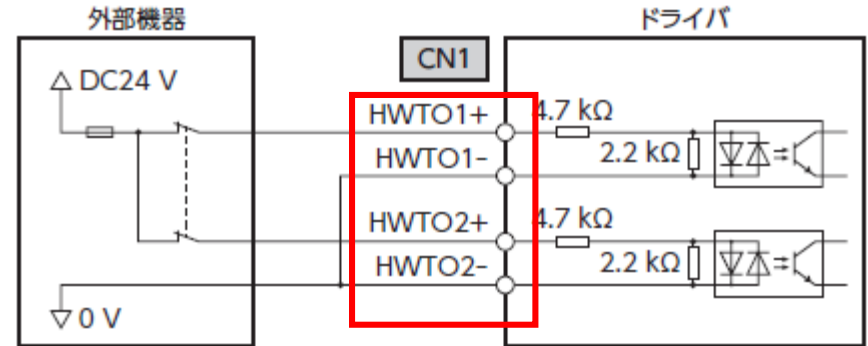 外部機器
ドライバ
CN1
DC24 V
HWTO1+
4.7 kΩ
HWTO1-
2.2 kΩ
HWTO2+
4.7 kΩ
HWTO2-
2.2 kΩ
0 V